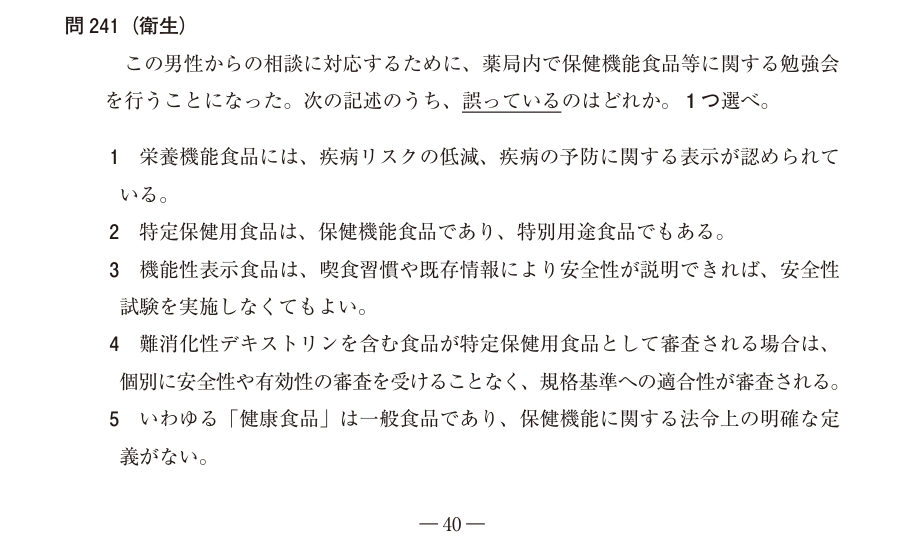 問 241（衛生）
この男性からの相談に対応するために、薬局内で保健機能食品等に関する勉強会
を行うことになった。次の記述のうち、誤っているのはどれか。1つ選べ。
1 栄養機能食品には、疾病リスクの低減、疾病の予防に関する表示が認められて
いる。
2 特定保健用食品は、保健機能食品であり、特別用途食品でもある。
3 機能性表示食品は、喫食習慣や既存情報により安全性が説明できれば、安全性
試験を実施しなくてもよい。
4 難消化性デキストリンを含む食品が特定保健用食品として審査される場合は、
個別に安全性や有効性の審査を受けることなく、規格基準への適合性が審査される。
5 いわゆる「健康食品」は一般食品であり、保健機能に関する法令上の明確な定
義がない。
― 40 ―